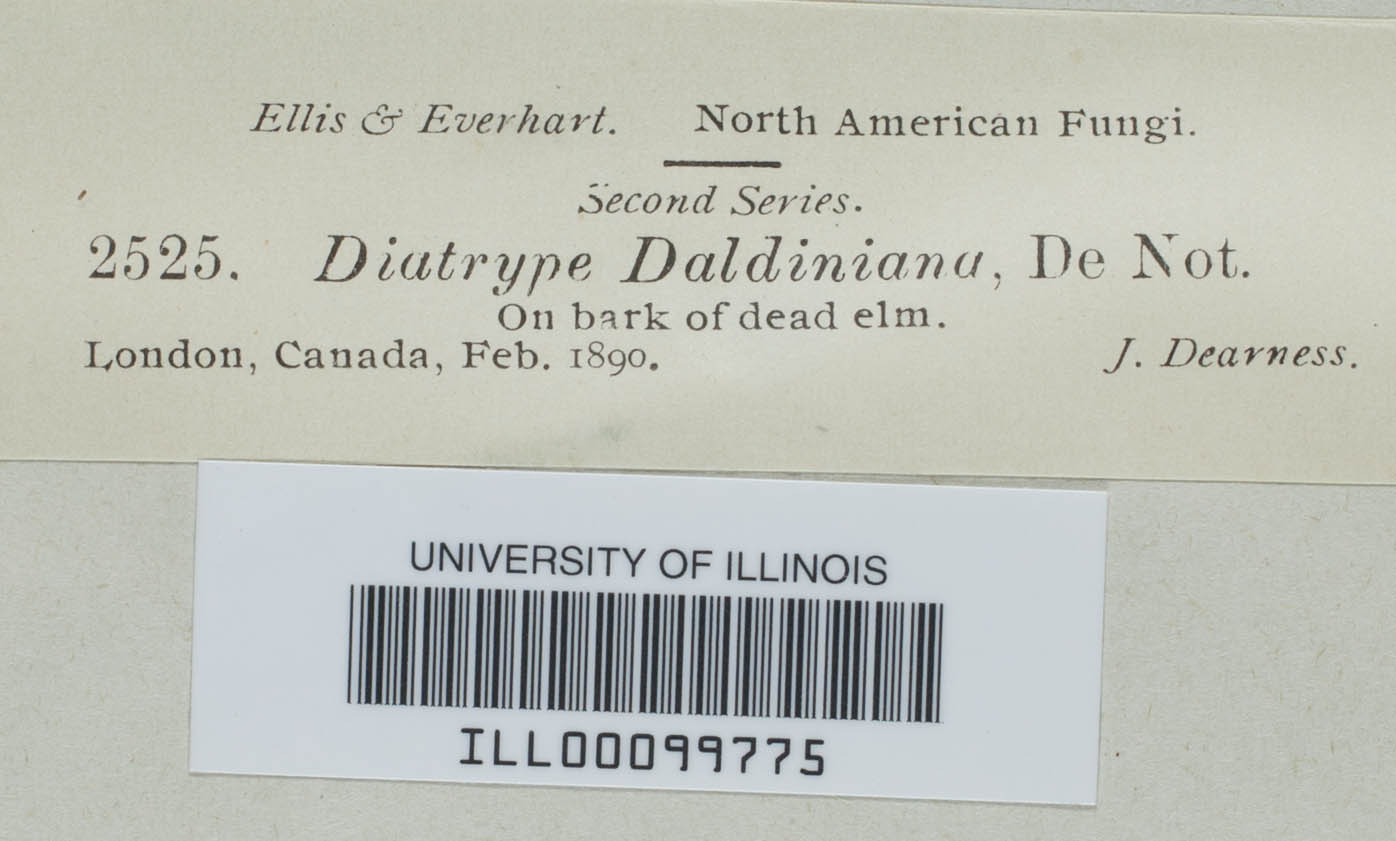 Ellis & Everhart. North American Fungi.
Second Series.
2525. Diatrype Daldiniana, De Not.
On bark of dead elm.
London, Canada, Feb. 1890. J. Dearness.
UNIVERSITY OF ILLINOIS
ILL00099775